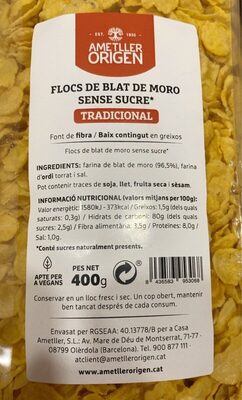 EST. 1830
AMETLLER
ORIGEN
FLOCS DE BLAT DE MORO
SENSE SUCRE*
TRADICIONAL
Font de fibra / Baix contingut en greixos
Flocs de blat de moro sense sucre*
INGREDIENTS: farina de blat de moro (96,5%), farina
d'ordi torrat i sal.
Pot contenir traces de soja, llet, fruita seca i sèsam.
INFORMACIÓ NUTRICIONAL (valors mitjans per 100g):
Valor energètic: 1580kJ - 373kcal / Greixos: 1,5g (dels quals
saturats: 0,3g) / Hidrats de carboni: 80g (dels quals
sucres: 2,5g) / Fibra alimentària: 3,5g / Proteïnes: 8,0g /
Sal: 1,0g.
*Conté sucres naturalment presents.
APTE PER
A VEGANS
PES NET
400g
8 436583 953068
Conservar en un lloc fresc i sec. Un cop obert, mantenir
ben tancat després de cada consum.
Envasat per RGSEAA: 40.13778/B per a Casa
Ametller, S.L.: Av. Mare de Déu de Montserrat, 71-77 ·
08799 Olèrdola (Barcelona). Tel. 900 877 111 ·
atclient@ametllerorigen.cat
www.ametllerorigen.cat